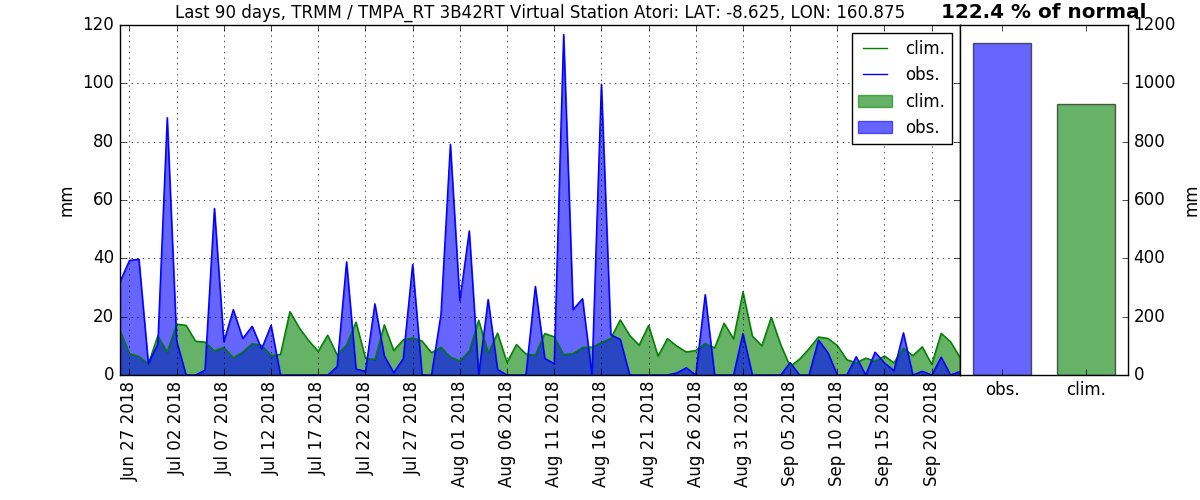 Last 90 days, TRMM / TMPA_RT 3B42RT Virtual Station Atori: LAT: -8.625, LON: 160.875
122.4 % of normal
120
100
80
60
40
20
0
mm
clim.
obs.
clim.
obs.
1200
1000
800
600
400
200
0
mm
obs.
clim.
Jun 27 2018
Jul 02 2018
Jul 07 2018
Jul 12 2018
Jul 17 2018
Jul 22 2018
Jul 27 2018
Aug 01 2018
Aug 06 2018
Aug 11 2018
Aug 16 2018
Aug 21 2018
Aug 26 2018
Aug 31 2018
Sep 05 2018
Sep 10 2018
Sep 15 2018
Sep 20 2018